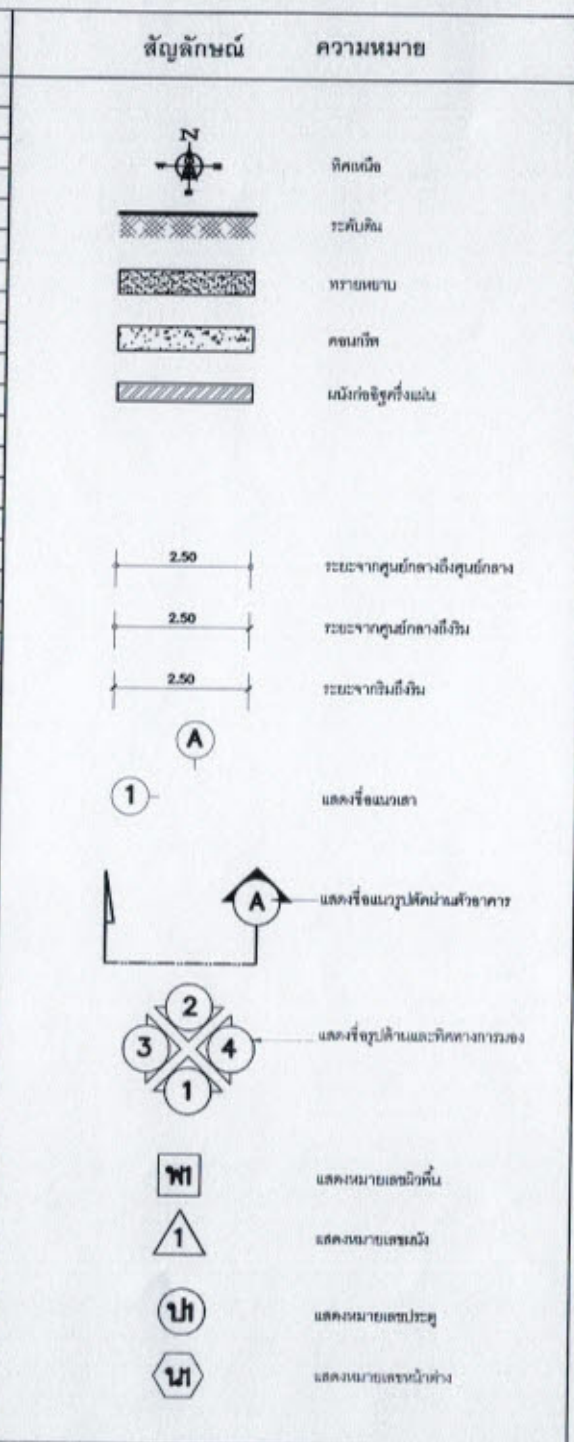 สัญลักษณ์ ความหมาย
N
ทิศเหนือ
ระดับดิน
ทรายหยาบ
คอนกรีต
ผนังก่ออิฐครึ่งแผ่น
2.50 ระยะจากศูนย์กลางถึงศูนย์กลาง
2.50 ระยะจากศูนย์กลางถึงริม
2.50 ระยะจากริมถึงริม
A
1 แสดงชื่อแนวเสา
A แสดงชื่อแนวรูปตัดผ่านตัวอาคาร
2
3 4 แสดงชื่อรูปด้านและทิศทางการมอง
1
พ1 แสดงหมายเลขผิวพื้น
1 แสดงหมายเลขผนัง
ป1 แสดงหมายเลขประตู
น1 แสดงหมายเลขหน้าต่าง